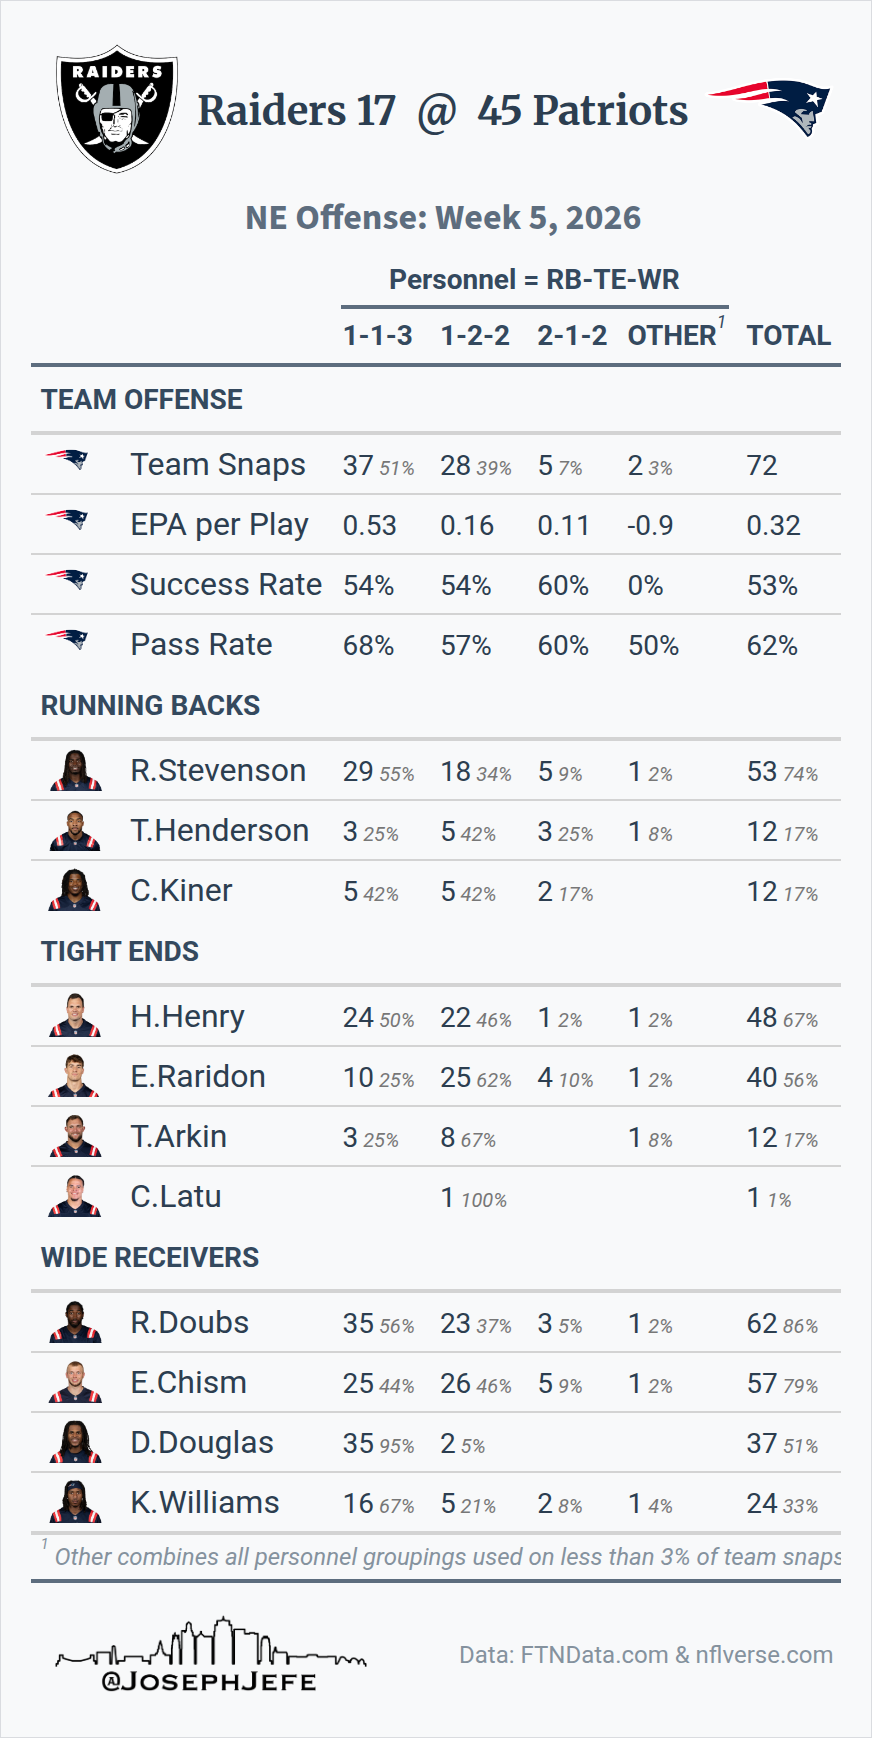 RAIDERS
Raiders 17 @ 45 Patriots
NE Offense: Week 5, 2026
Personnel = RB-TE-WR
1-1-3 1-2-2 2-1-2 OTHER1 TOTAL
TEAM OFFENSE
Team Snaps 37 51% 28 39% 5 7% 2 3% 72
EPA per Play 0.53 0.16 0.11 -0.9 0.32
Success Rate 54% 54% 60% 0% 53%
Pass Rate 68% 57% 60% 50% 62%
RUNNING BACKS
R.Stevenson 29 55% 18 34% 5 9% 1 2% 53 74%
T.Henderson 3 25% 5 42% 3 25% 1 8% 12 17%
C.Kiner 5 42% 5 42% 2 17% 12 17%
TIGHT ENDS
H.Henry 24 50% 22 46% 1 2% 1 2% 48 67%
E.Raridon 10 25% 25 62% 4 10% 1 2% 40 56%
T.Arkin 3 25% 8 67% 1 8% 12 17%
C.Latu 1 100% 1 1%
WIDE RECEIVERS
R.Doubs 35 56% 23 37% 3 5% 1 2% 62 86%
E.Chism 25 44% 26 46% 5 9% 1 2% 57 79%
D.Douglas 35 95% 2 5% 37 51%
K.Williams 16 67% 5 21% 2 8% 1 4% 24 33%
1 Other combines all personnel groupings used on less than 3% of team snaps
@JosephJefe
Data: FTNData.com & nflverse.com